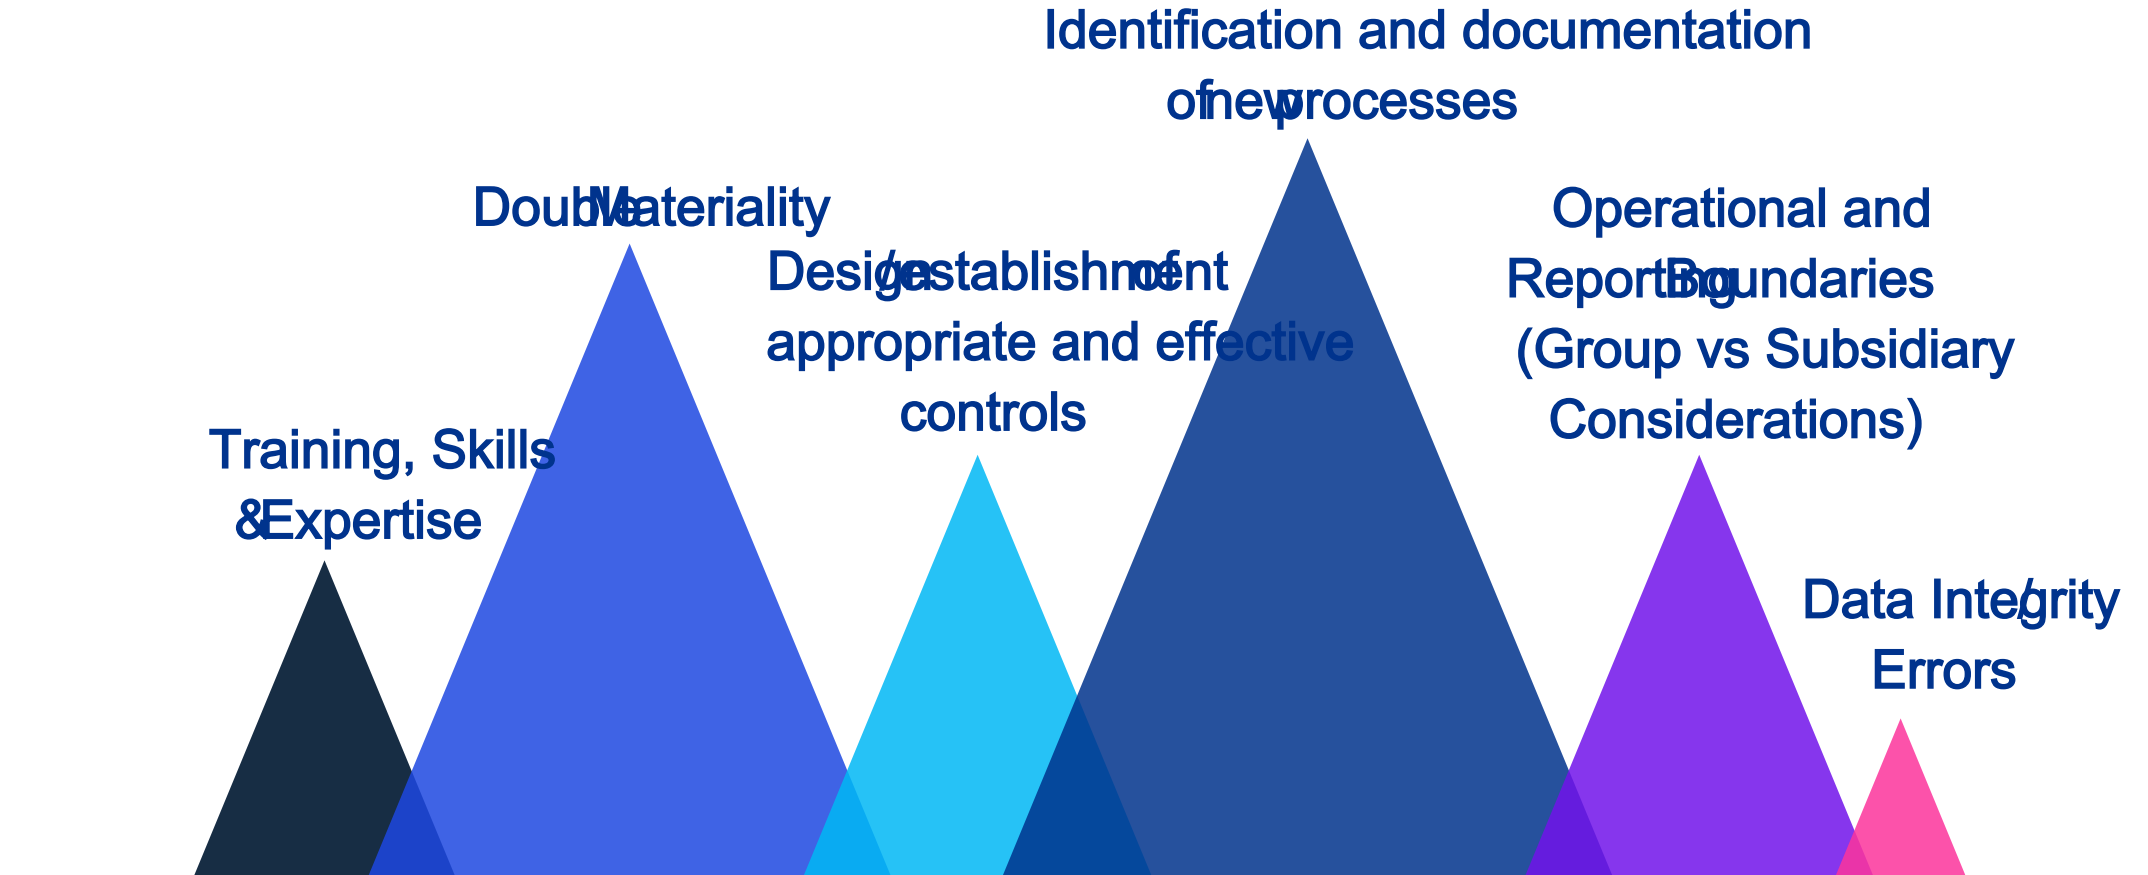 Identification and documentation
of new processes
Double Materiality
Operational and
Reporting Boundaries
(Group vs Subsidiary
Considerations)
Design/establishment of
appropriate and effective
controls
Training, Skills
& Expertise
Data Integrity/
Errors